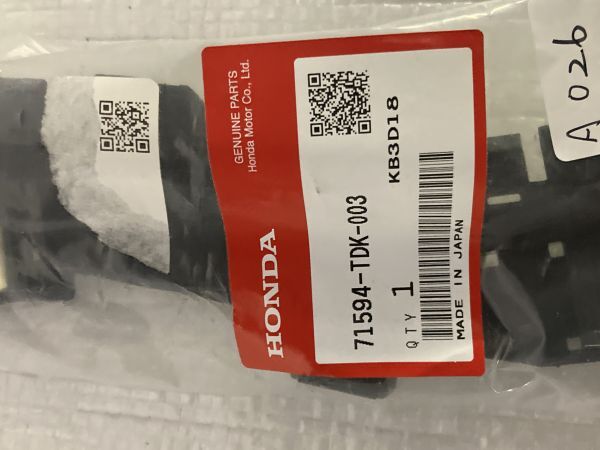 GENUINE PARTS
Honda Motor Co., Ltd.
HONDA
KB3D18
71594-TDK-003
QTY 1
MADE IN JAPAN
A 026